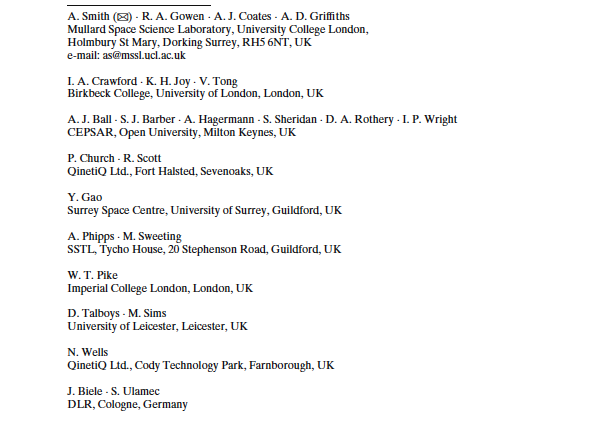 A. Smith (✉) · R. A. Gowen · A. J. Coates · A. D. Griffiths
Mullard Space Science Laboratory, University College London,
Holmbury St Mary, Dorking Surrey, RH5 6NT, UK
e-mail: as@mssl.ucl.ac.uk
I. A. Crawford · K. H. Joy · V. Tong
Birkbeck College, University of London, London, UK
A. J. Ball · S. J. Barber · A. Hagermann · S. Sheridan · D. A. Rothery · I. P. Wright
CEPSAR, Open University, Milton Keynes, UK
P. Church · R. Scott
QinetiQ Ltd., Fort Halsted, Sevenoaks, UK
Y. Gao
Surrey Space Centre, University of Surrey, Guildford, UK
A. Phipps · M. Sweeting
SSTL, Tycho House, 20 Stephenson Road, Guildford, UK
W. T. Pike
Imperial College London, London, UK
D. Talboys · M. Sims
University of Leicester, Leicester, UK
N. Wells
QinetiQ Ltd., Cody Technology Park, Farnborough, UK
J. Biele · S. Ulamec
DLR, Cologne, Germany